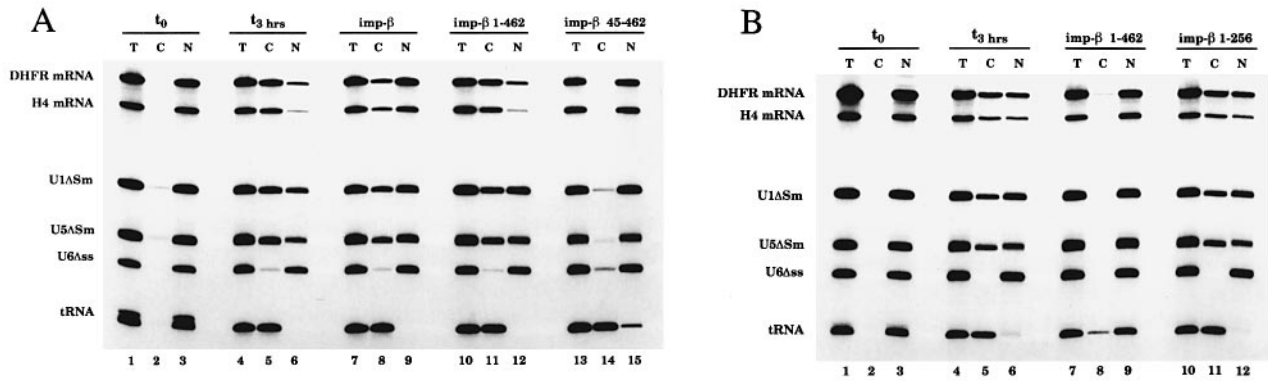 A
t0 t3 hrs imp-β imp-β 1-462 imp-β 45-462
T C N T C N T C N T C N T C N
DHFR mRNA
H4 mRNA
U1ΔSm
U5ΔSm
U6Δss
tRNA
1 2 3 4 5 6 7 8 9 10 11 12 13 14 15
B
t0 t3 hrs imp-β 1-462 imp-β 1-256
T C N T C N T C N T C N
DHFR mRNA
H4 mRNA
U1ΔSm
U5ΔSm
U6Δss
tRNA
1 2 3 4 5 6 7 8 9 10 11 12